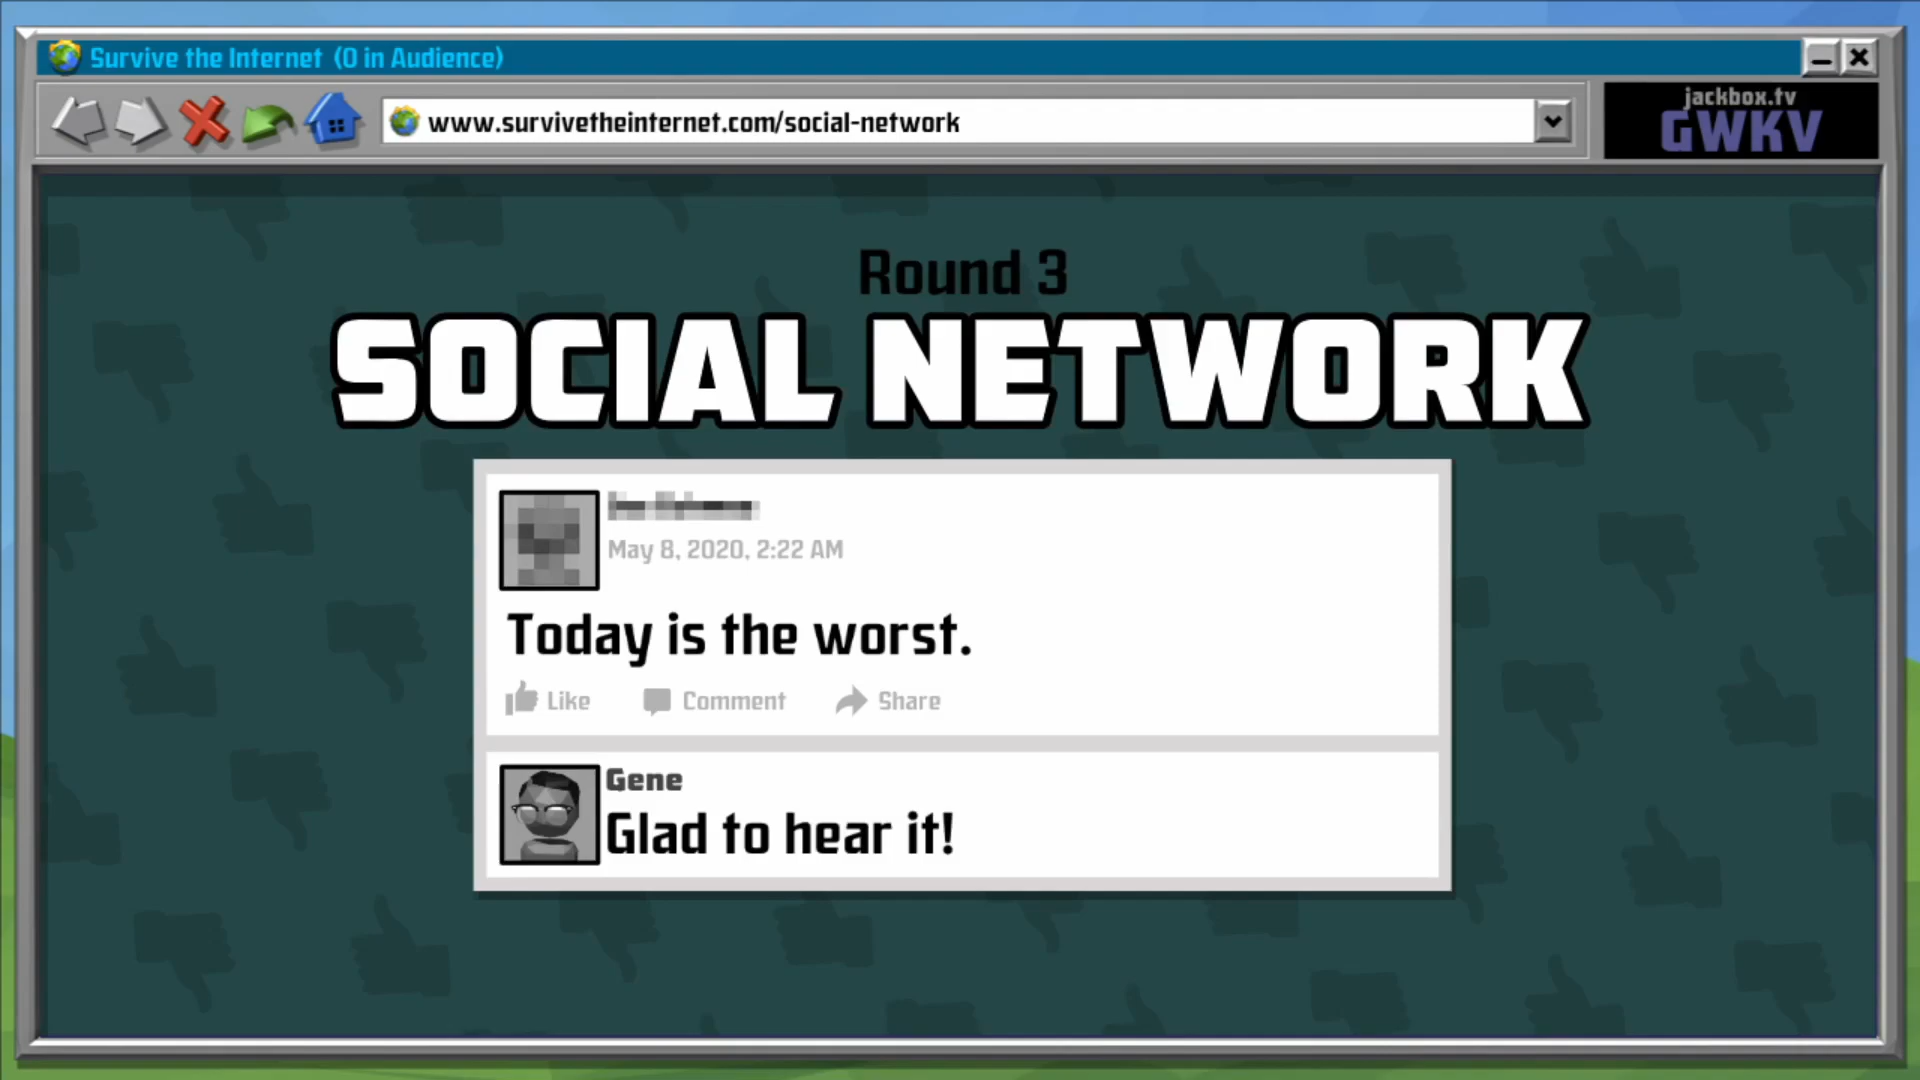 Survive the Internet (0 in Audience)
www.survivetheinternet.com/social-network
jackbox.tv
GWKV
Round 3
SOCIAL NETWORK
May 8, 2020, 2:22 AM
Today is the worst.
Like Comment Share
Gene
Glad to hear it!